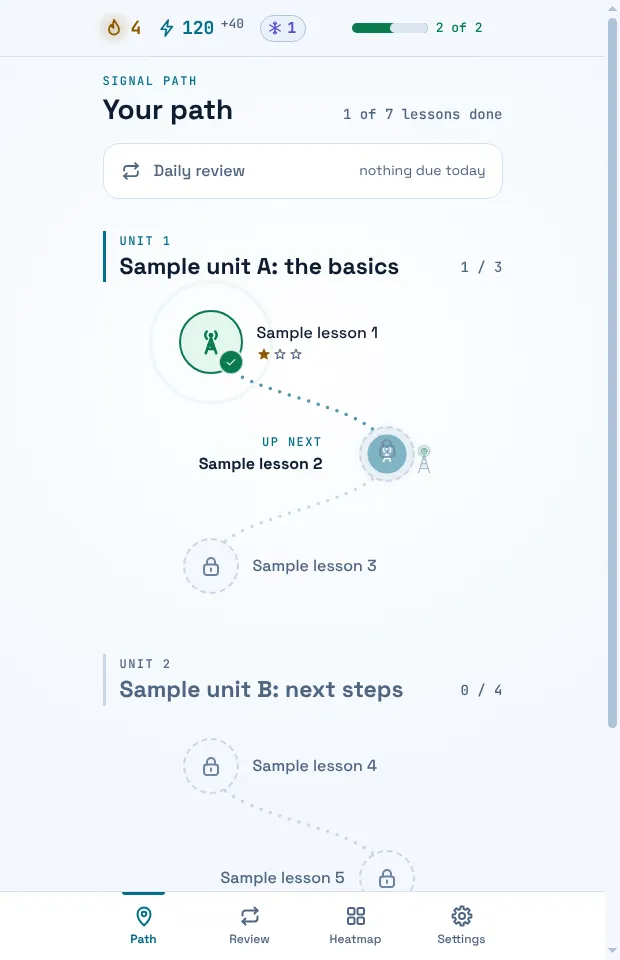 4 120 +40 1 2 of 2
SIGNAL PATH
Your path
1 of 7 lessons done
Daily review nothing due today
UNIT 1
Sample unit A: the basics 1 / 3
Sample lesson 1
UP NEXT
Sample lesson 2
Sample lesson 3
UNIT 2
Sample unit B: next steps 0 / 4
Sample lesson 4
Sample lesson 5
Path Review Heatmap Settings